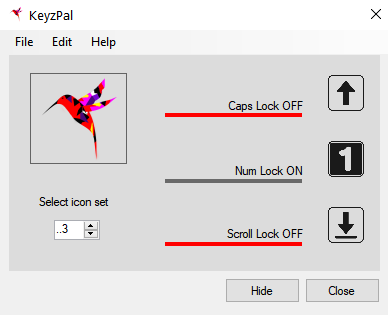 KeyzPal
File Edit Help
Caps Lock OFF
1
Num Lock ON
Select icon set
..3
Scroll Lock OFF
Hide Close